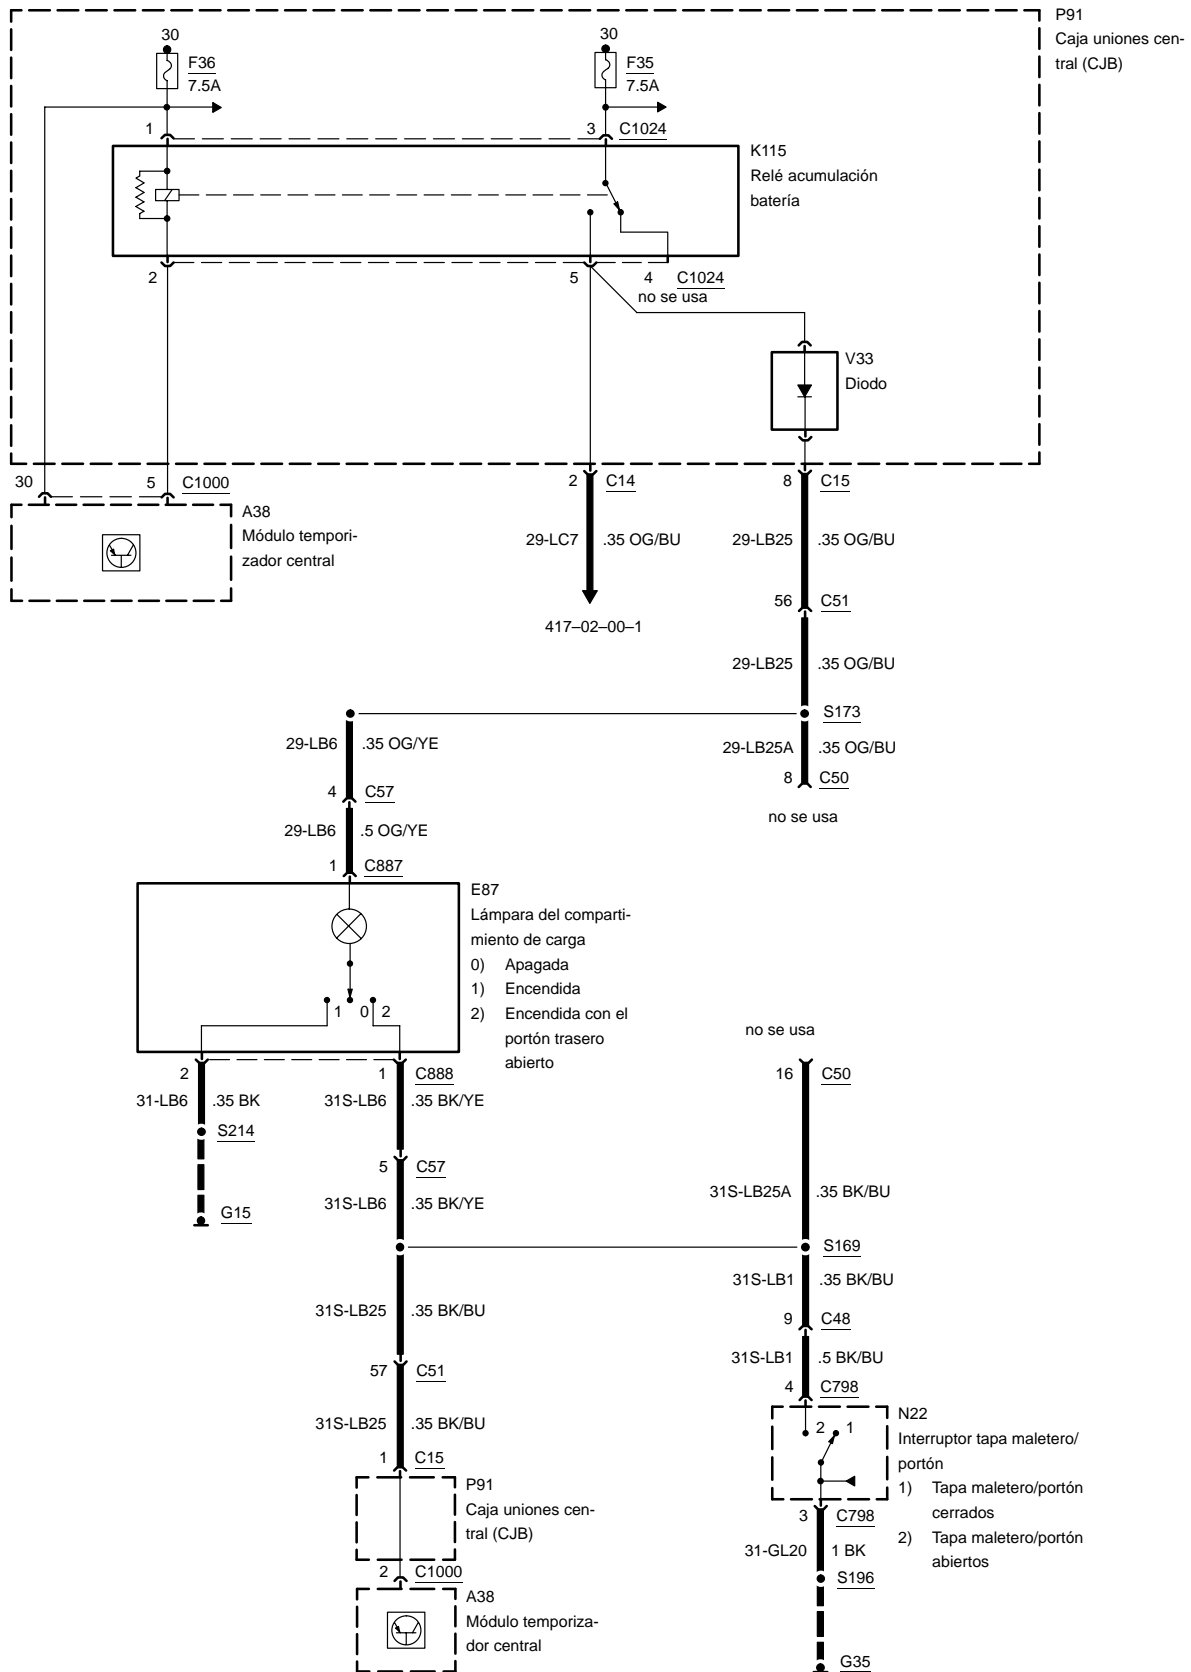 P91
Caja uniones cen-
tral (CJB)
30
F36
7.5A
30
F35
7.5A
1
3
C1024
K115
Relé acumulación
batería
2
5
4
C1024
no se usa
V33
Diodo
30
5
C1000
2
C14
8
C15
A38
Módulo tempori-
zador central
29-LC7
.35 OG/BU
29-LB25
.35 OG/BU
56
C51
417–02–00–1
29-LB25
.35 OG/BU
S173
29-LB6
.35 OG/YE
29-LB25A
.35 OG/BU
8
C50
4
C57
no se usa
29-LB6
.5 OG/YE
1
C887
E87
Lámpara del comparti-
miento de carga
0) Apagada
1) Encendida
2) Encendida con el
portón trasero
abierto
1
0
2
no se usa
2
1
C888
16
C50
31-LB6
.35 BK
31S-LB6
.35 BK/YE
S214
5
C57
31S-LB6
.35 BK/YE
31S-LB25A
.35 BK/BU
G15
S169
31S-LB1
.35 BK/BU
31S-LB25
.35 BK/BU
9
C48
31S-LB1
.5 BK/BU
57
C51
4
C798
31S-LB25
.35 BK/BU
N22
Interruptor tapa maletero/
portón
1) Tapa maletero/portón
cerrados
2) Tapa maletero/portón
abiertos
2
1
1
C15
P91
Caja uniones cen-
tral (CJB)
3
C798
31-GL20
1 BK
2
C1000
S196
A38
Módulo temporiza-
dor central
G35